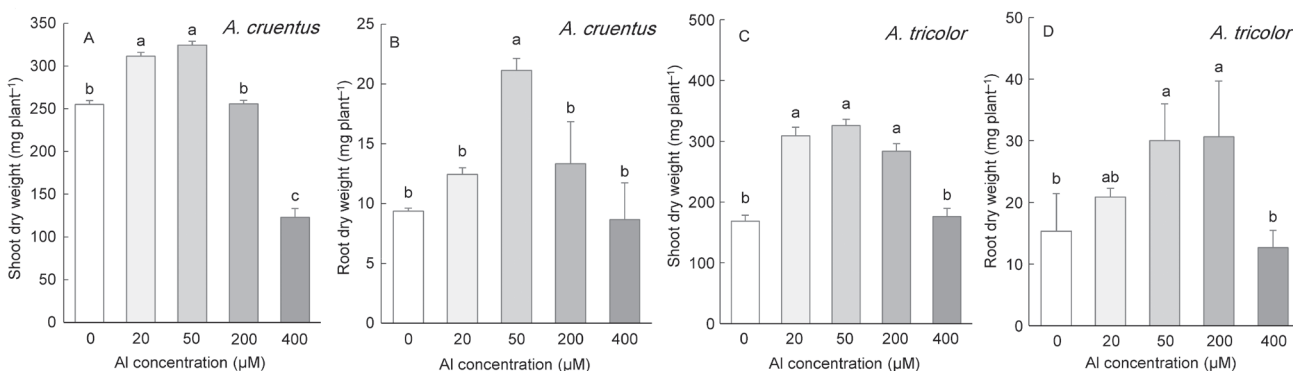 A
A. cruentus
Shoot dry weight (mg plant⁻¹)
350
300
250
200
150
100
50
0
b
a
a
b
c
0 20 50 200 400
Al concentration (µM)
B
A. cruentus
Root dry weight (mg plant⁻¹)
25
20
15
10
5
0
b
b
a
b
b
0 20 50 200 400
Al concentration (µM)
C
A. tricolor
Shoot dry weight (mg plant⁻¹)
500
400
300
200
100
0
b
a
a
a
b
0 20 50 200 400
Al concentration (µM)
D
A. tricolor
Root dry weight (mg plant⁻¹)
50
40
30
20
10
0
b
ab
a
a
b
0 20 50 200 400
Al concentration (µM)